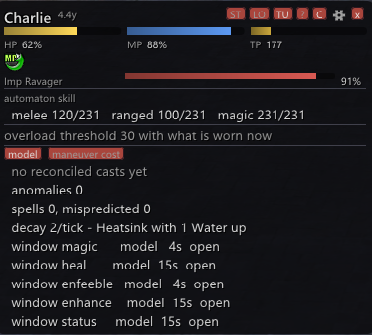 Charlie 4.4y ST LO TU / C x
HP 62% MP 88% TP 177
MP
Imp Ravager 91%
automaton skill
melee 120/231 ranged 100/231 magic 231/231
overload threshold 30 with what is worn now
model maneuver cost
no reconciled casts yet
anomalies 0
spells 0, mispredicted 0
decay 2/tick - Heatsink with 1 Water up
window magic model 4s open
window heal model 15s open
window enfeeble model 4s open
window enhance model 15s open
window status model 15s open